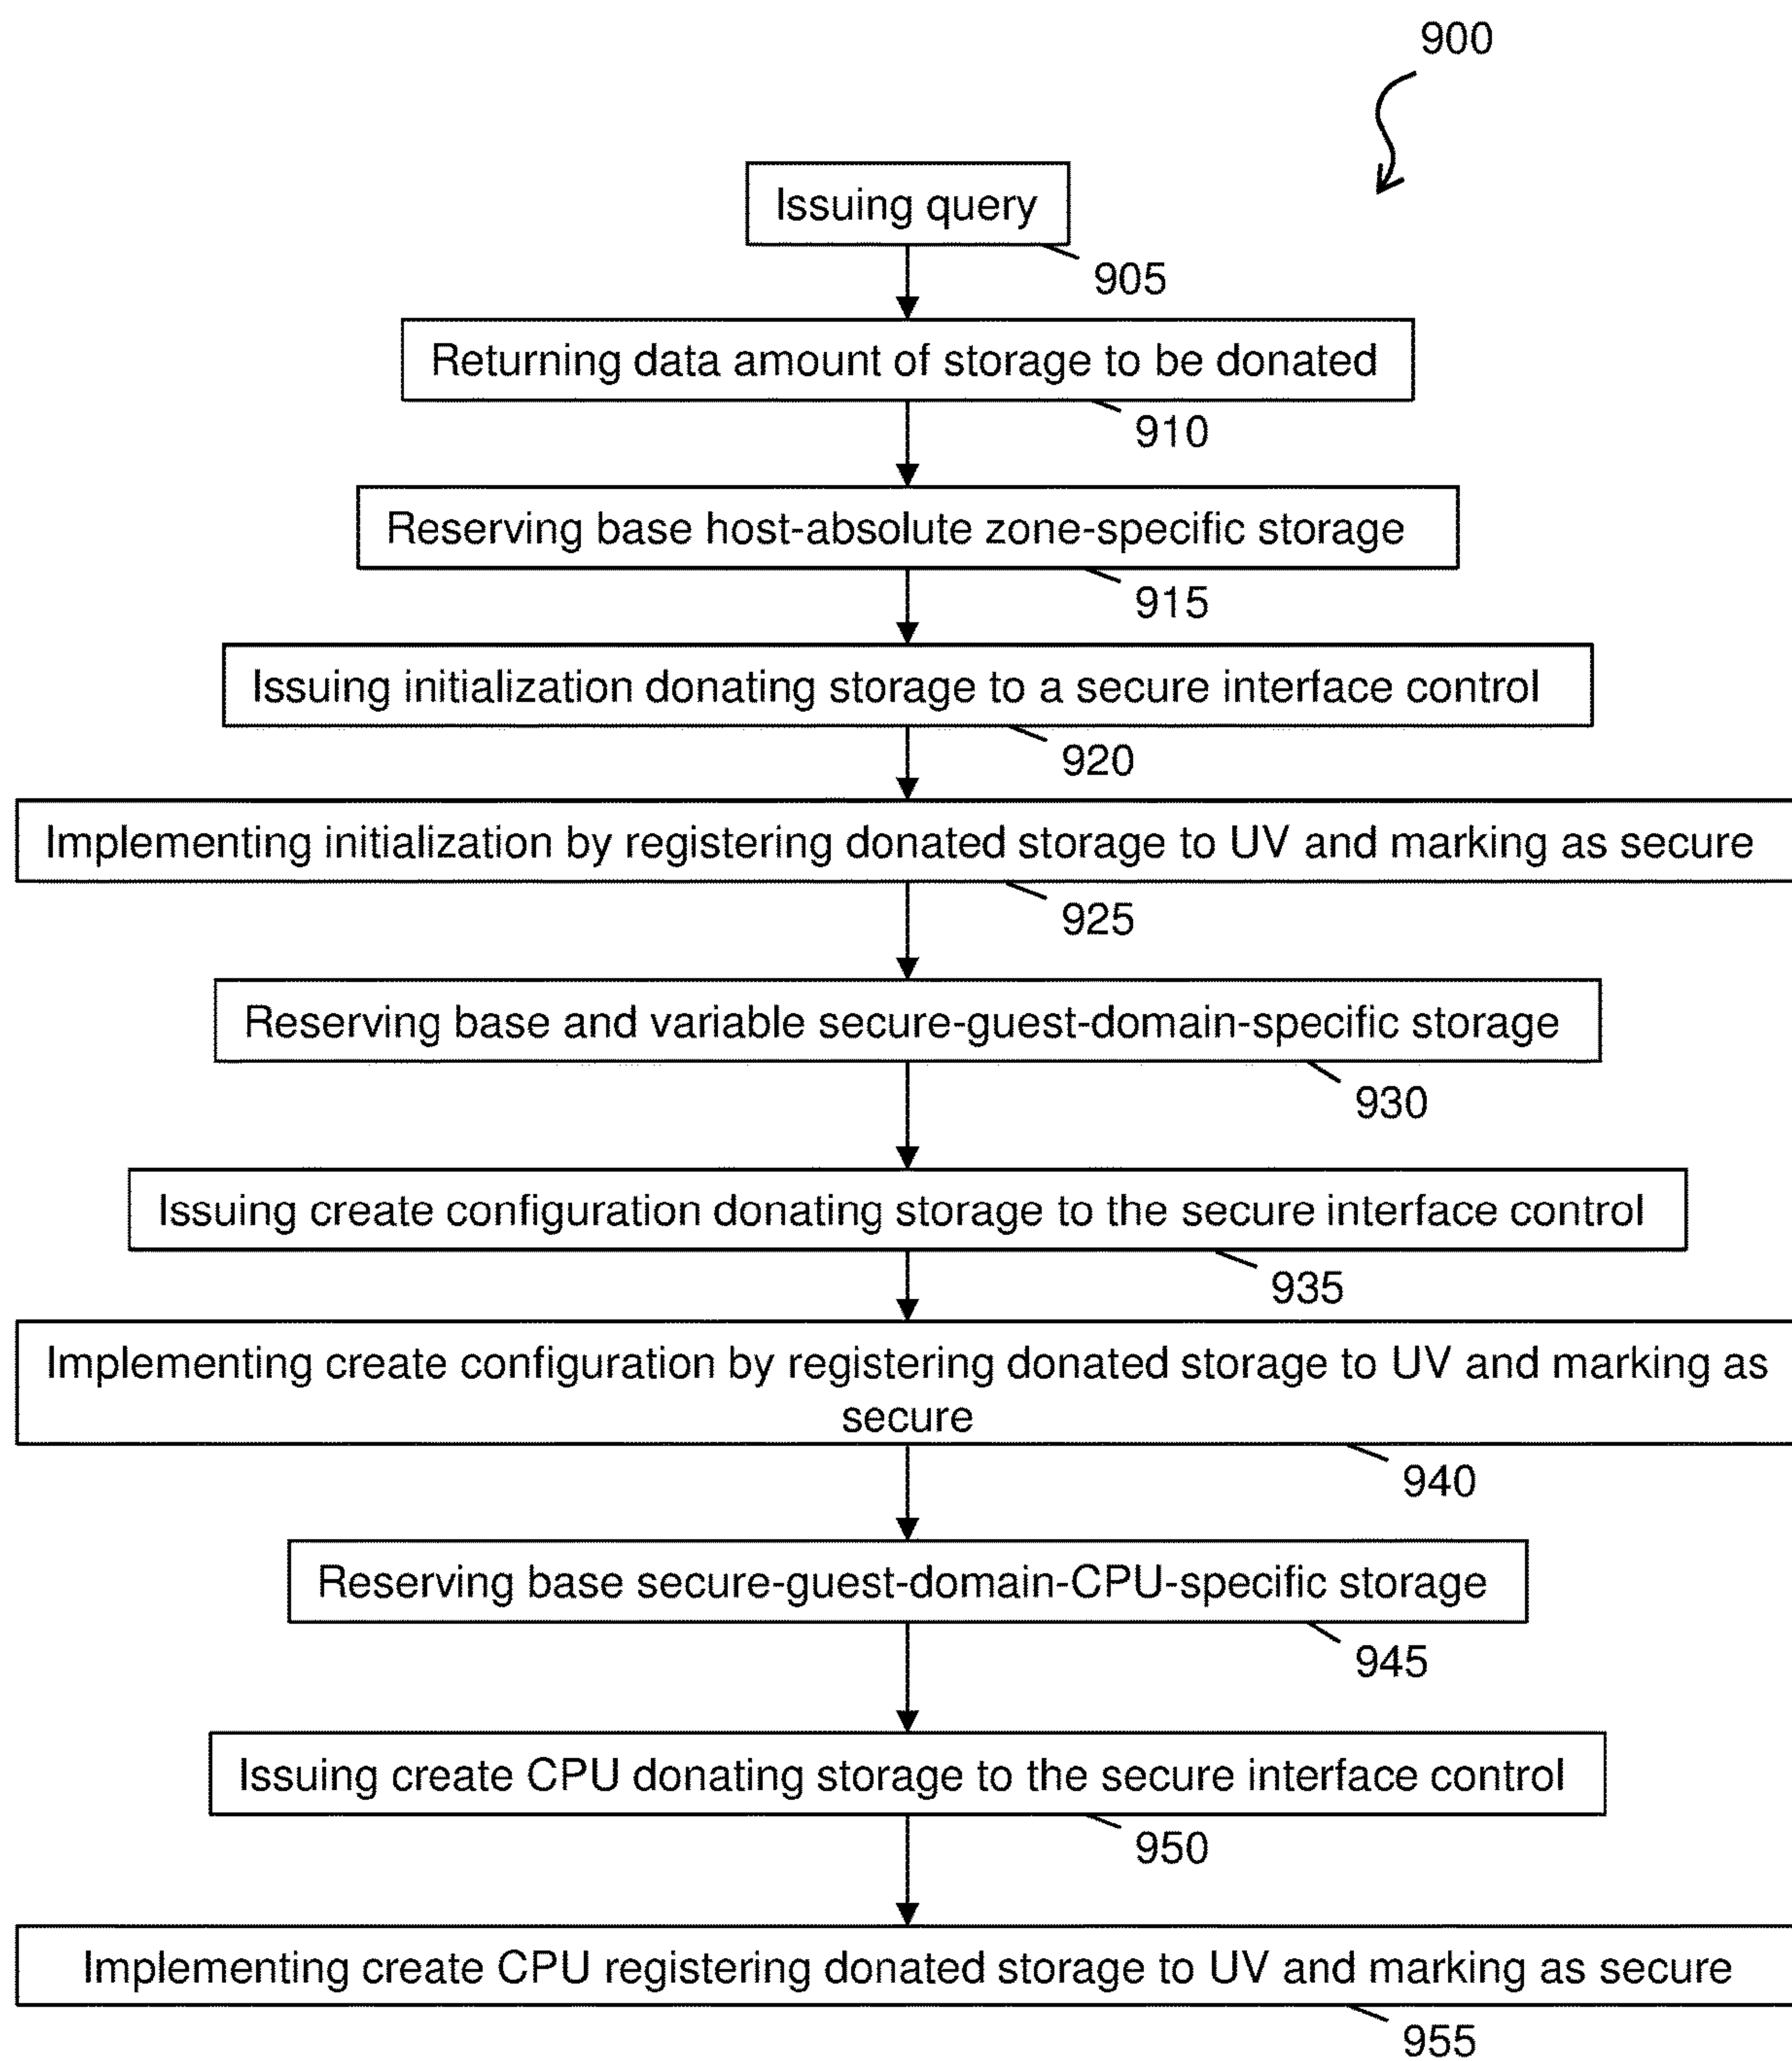 900
Issuing query
905
Returning data amount of storage to be donated
910
Reserving base host-absolute zone-specific storage
915
Issuing initialization donating storage to a secure interface control
920
Implementing initialization by registering donated storage to UV and marking as secure
925
Reserving base and variable secure-guest-domain-specific storage
930
Issuing create configuration donating storage to the secure interface control
935
Implementing create configuration by registering donated storage to UV and marking as
secure
940
Reserving base secure-guest-domain-CPU-specific storage
945
Issuing create CPU donating storage to the secure interface control
950
Implementing create CPU registering donated storage to UV and marking as secure
955